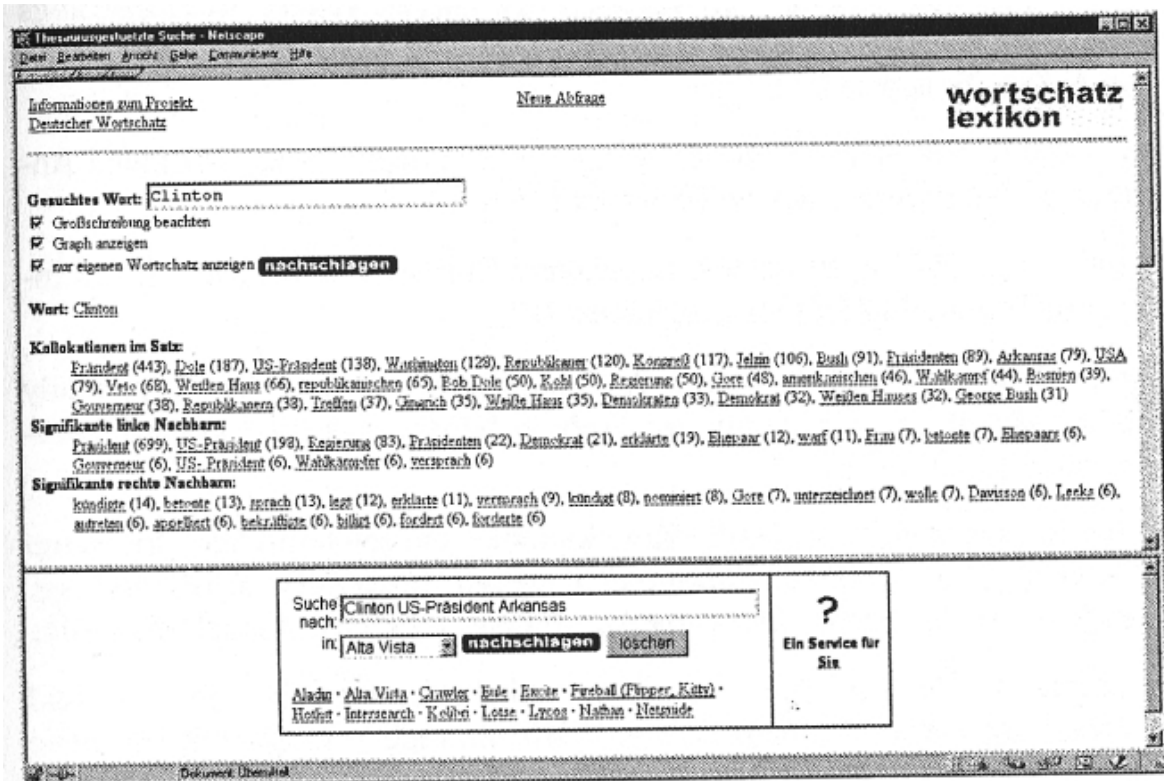 Thesaurusgestuetzte Suche - Netscape
Datei Bearbeiten Ansicht Gehe Communicator Hilfe
Informationen zum Projekt
Deutscher Wortschatz
Neue Abfrage
wortschatz
lexikon
Gesuchtes Wort: Clinton
Großschreibung beachten
Graph anzeigen
nur eigenen Wortschatz anzeigen nachschlagen
Wort: Clinton
Kollokationen im Satz:
Präsident (443), Dole (187), US-Präsident (138), Washington (128), Republikaner (120), Kongreß (117), Jelzin (106), Bush (91), Präsidenten (89), Arkansas (79), USA
(79), Veto (68), Weißen Haus (66), republikanischen (65), Bob Dole (50), Kohl (50), Regierung (50), Gore (48), amerikanischen (46), Wahlkampf (44), Bosnien (39),
Gouverneur (38), Republikanern (38), Treffen (37), Gingrich (35), Weiße Haus (35), Demokraten (33), Demokrat (32), Weißen Hauses (32), George Bush (31)
Signifikante linke Nachbarn:
Präsident (699), US-Präsident (198), Regierung (83), Präsidenten (22), Demokrat (21), erklärte (19), Ehepaar (12), warf (11), Frau (7), betonte (7), Ehepaars (6),
Gouverneur (6), US- Präsident (6), Wahlkämpfer (6), versprach (6)
Signifikante rechte Nachbarn:
kündigte (14), betonte (13), sprach (13), legt (12), erklärte (11), versprach (9), kündigt (8), nominiert (8), Gore (7), unterzeichnet (7), wolle (7), Davisson (6), Leeks (6),
auftreten (6), appelliert (6), bekräftigte (6), billigt (6), fordert (6), forderte (6)
Suche nach: Clinton US-Präsident Arkansas
in: Alta Vista nachschlagen löschen
Aladin · Alta Vista · Crawler · Eule · Excite · Fireball (Flipper, Kitty) ·
Hotbot · Intersearch · Kolibri · Lotse · Lycos · Nathan · Netguide
?
Ein Service für
Sie
Dokument: Übermittelt